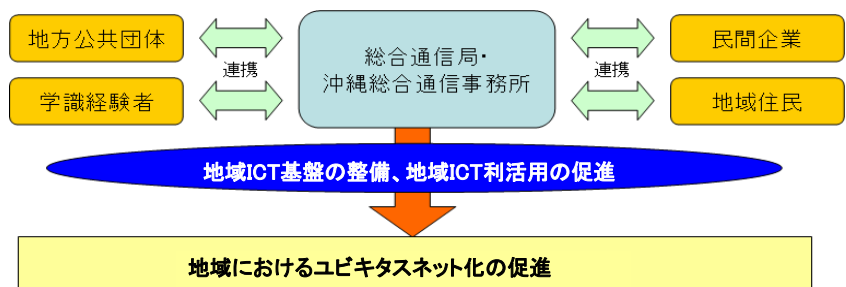 地方公共団体
連携
学識経験者
総合通信局・
沖縄総合通信事務所
民間企業
連携
地域住民
地域ICT基盤の整備、地域ICT利活用の促進
地域におけるユビキタスネット化の促進